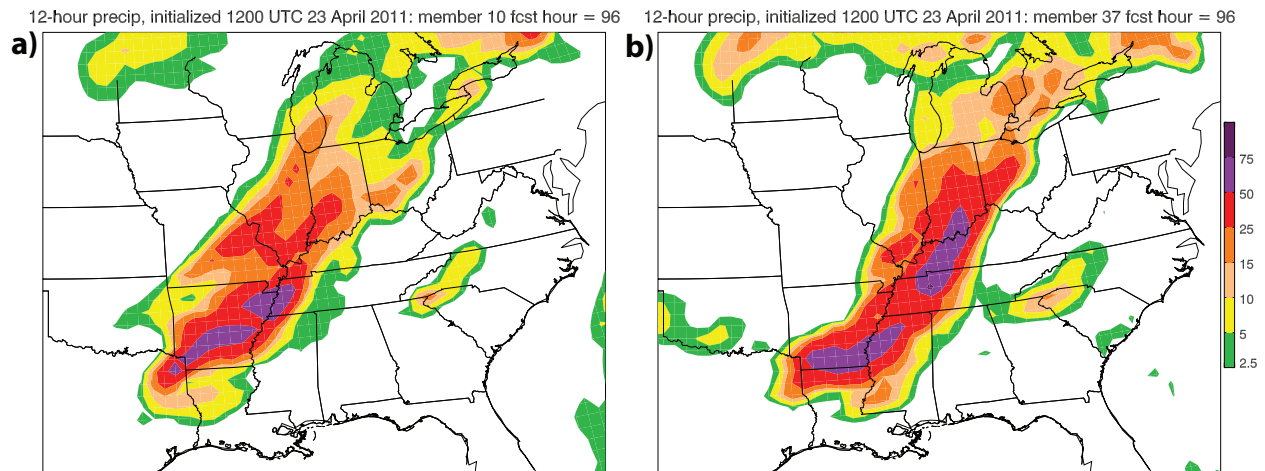 12-hour precip, initialized 1200 UTC 23 April 2011: member 10 fcst hour = 96
12-hour precip, initialized 1200 UTC 23 April 2011: member 37 fcst hour = 96
a)
b)
75
50
25
15
10
5
2.5